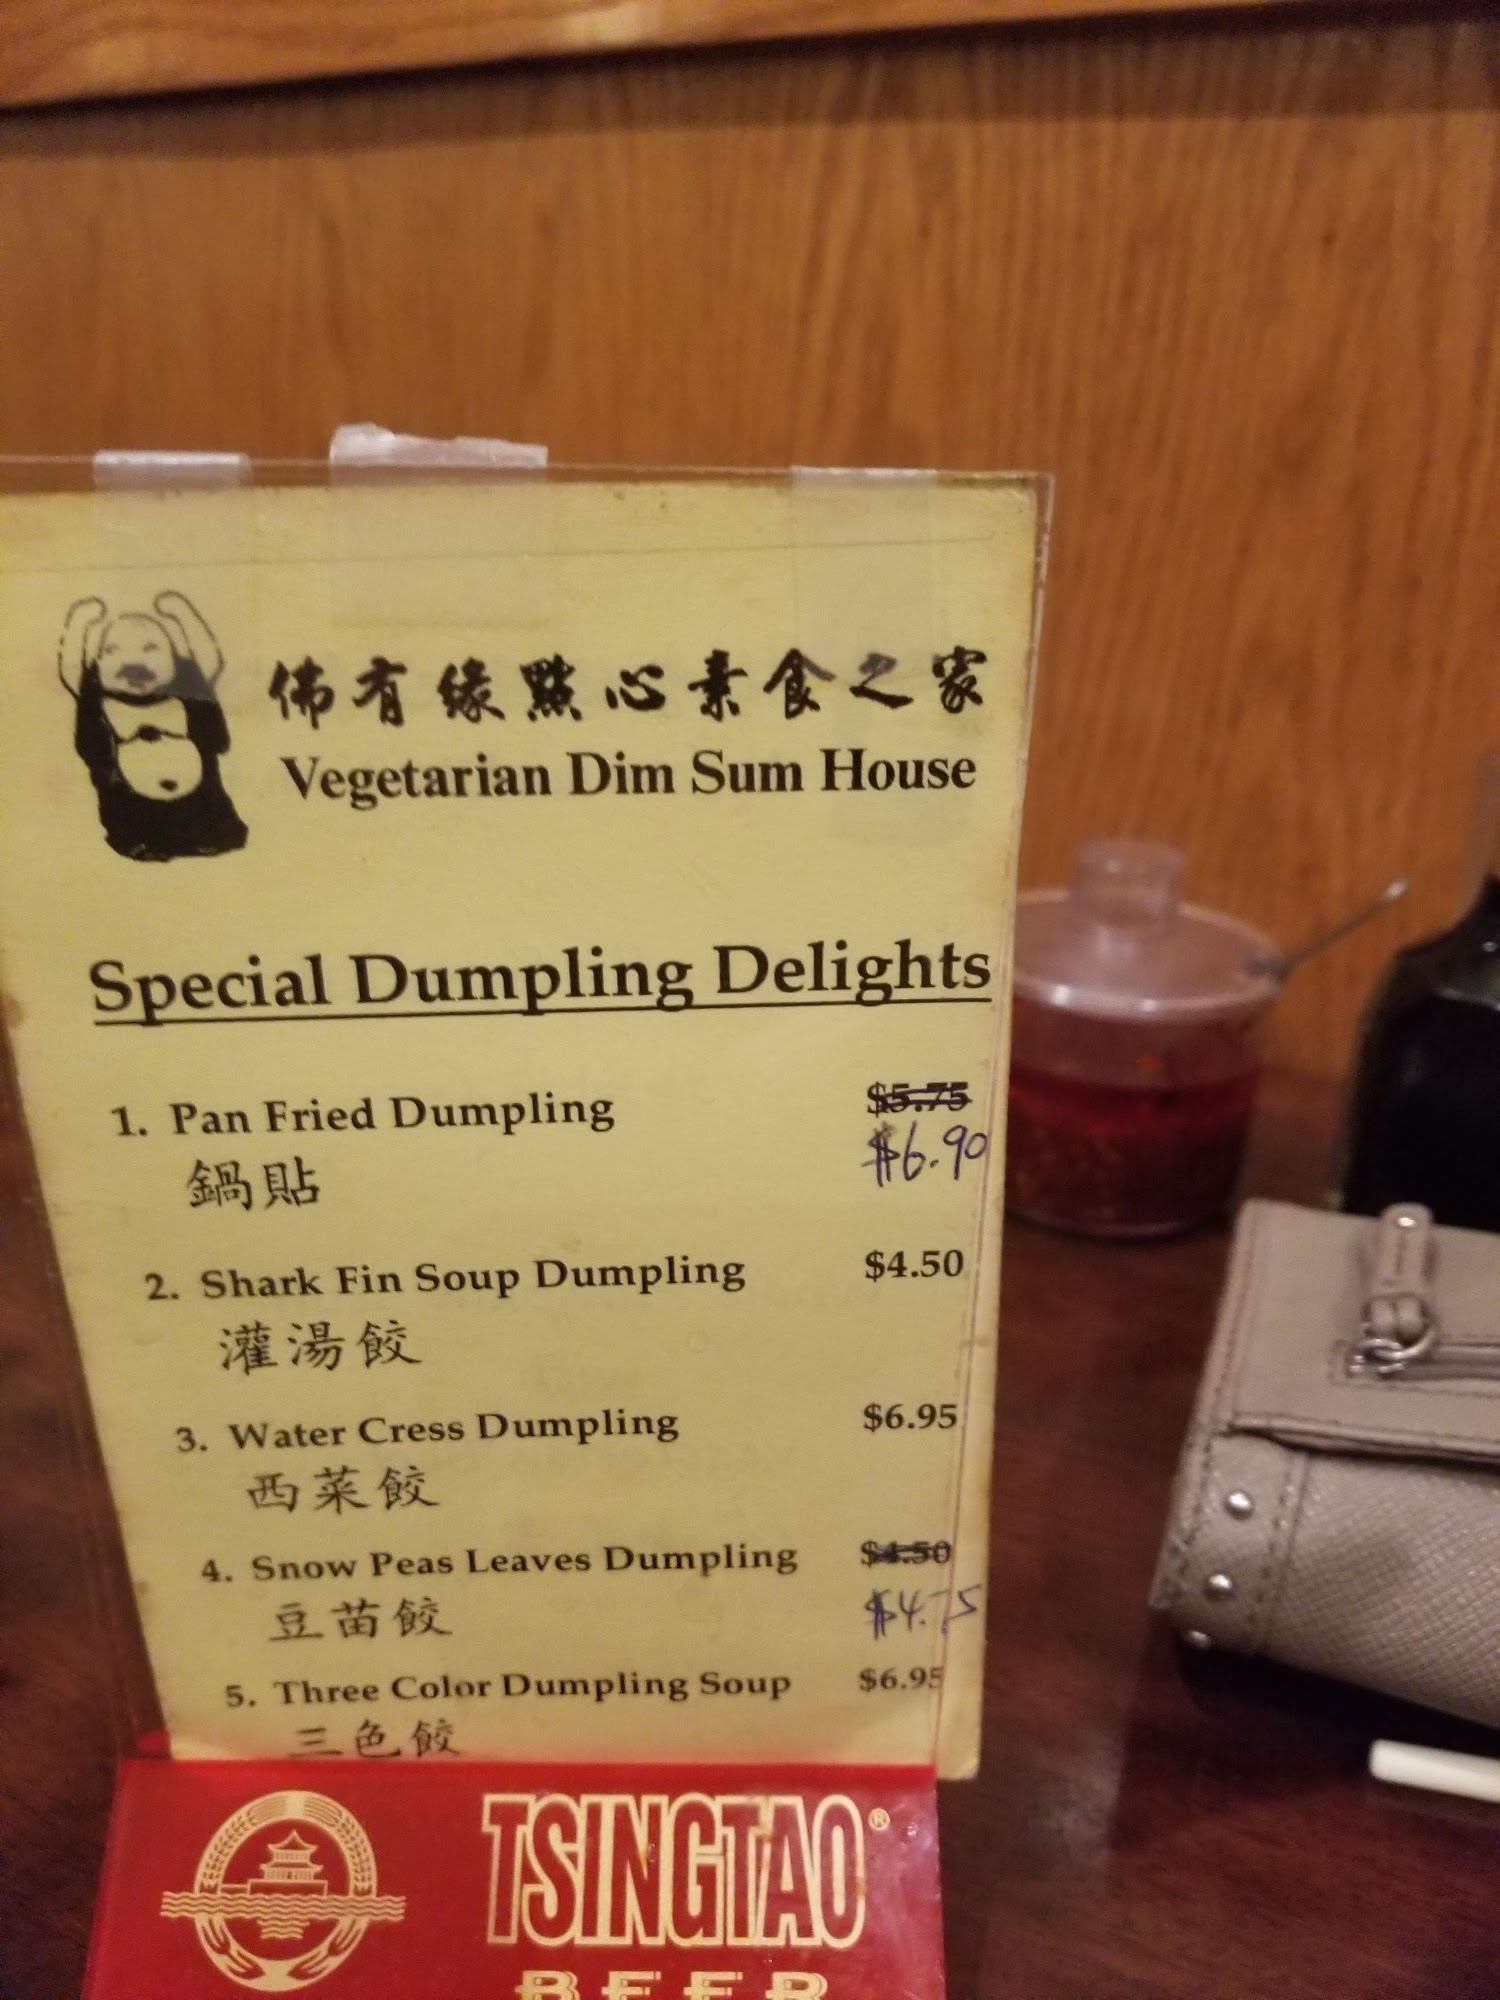 佛有緣點心素食之家
Vegetarian Dim Sum House
Special Dumpling Delights
1. Pan Fried Dumpling $5.75
$6.90
鍋貼
2. Shark Fin Soup Dumpling $4.50
灌湯餃
3. Water Cress Dumpling $6.95
西菜餃
4. Snow Peas Leaves Dumpling $4.50
$4.75
豆苗餃
5. Three Color Dumpling Soup $6.95
三色餃
TSINGTAO®
BEER